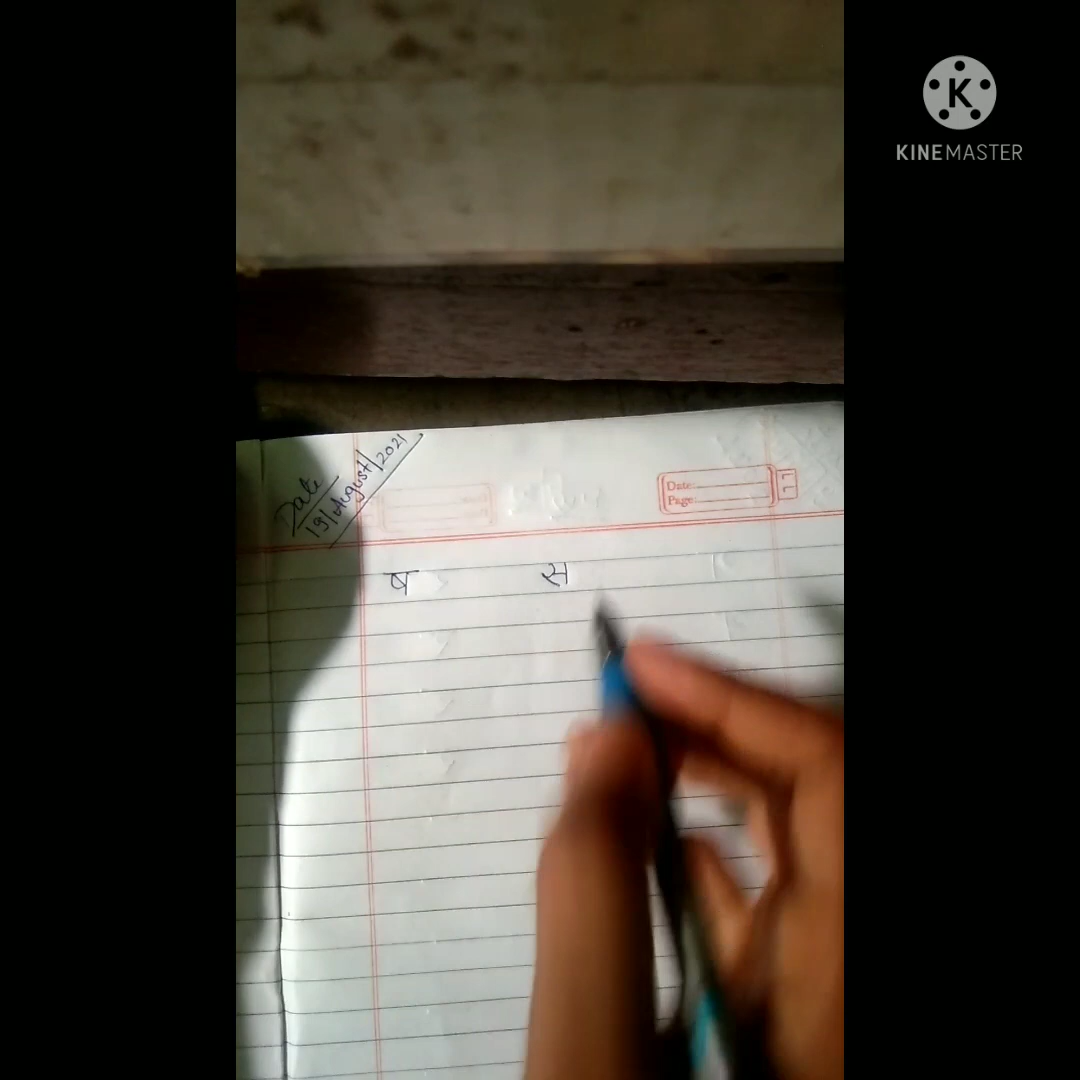 K
KINEMASTER
Date
19/August/2021
Date
Page
ष स